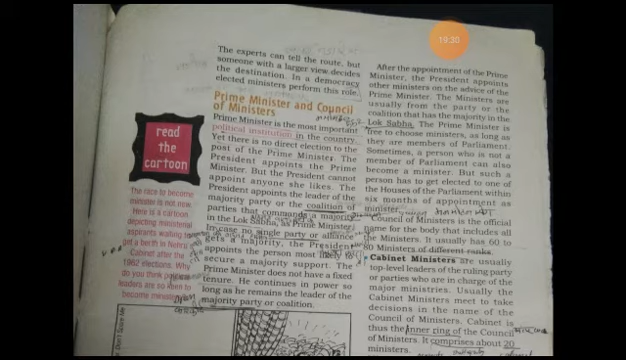 19:20
The experts can tell the route, but
someone with a larger view decides
the destination. In a democracy
elected ministers perform this role.
Prime Minister and Council
of Ministers
Prime Minister is the most important
political institution in the country.
Yet there is no direct election to the
post of the Prime Minister. The
President appoints the Prime
Minister. But the President cannot
appoint anyone she likes. The
President appoints the leader of the
majority party or the coalition of
parties that commands a majority
in the Lok Sabha, as Prime Minister.
In case no single party or alliance
gets a majority, the President
appoints the person most likely to
secure a majority support. The
Prime Minister does not have a fixed
tenure. He continues in power so
long as he remains the leader of the
majority party or coalition.
read
the
cartoon
The race to become
minister is not new.
Here is a cartoon
depicting ministerial
aspirants waiting to
get a berth in Nehru's
Cabinet after the
1962 elections. Why
do you think political
leaders are so keen to
become ministers?
After the appointment of the Prime
Minister, the President appoints
other ministers on the advice of the
Prime Minister. The Ministers are
usually from the party or the
coalition that has the majority in the
Lok Sabha. The Prime Minister is
free to choose ministers, as long as
they are members of Parliament.
Sometimes, a person who is not a
member of Parliament can also
become a minister. But such a
person has to get elected to one of
the Houses of the Parliament within
six months of appointment as
minister.
Council of Ministers is the official
name for the body that includes all
the Ministers. It usually has 60 to
Ministers of different ranks.
Cabinet Ministers are usually
top-level leaders of the ruling party
or parties who are in charge of the
major ministries. Usually the
Cabinet Ministers meet to take
decisions in the name of the
Council of Ministers. Cabinet is
thus the inner ring of the Council
of Ministers. It comprises about 20
ministers.